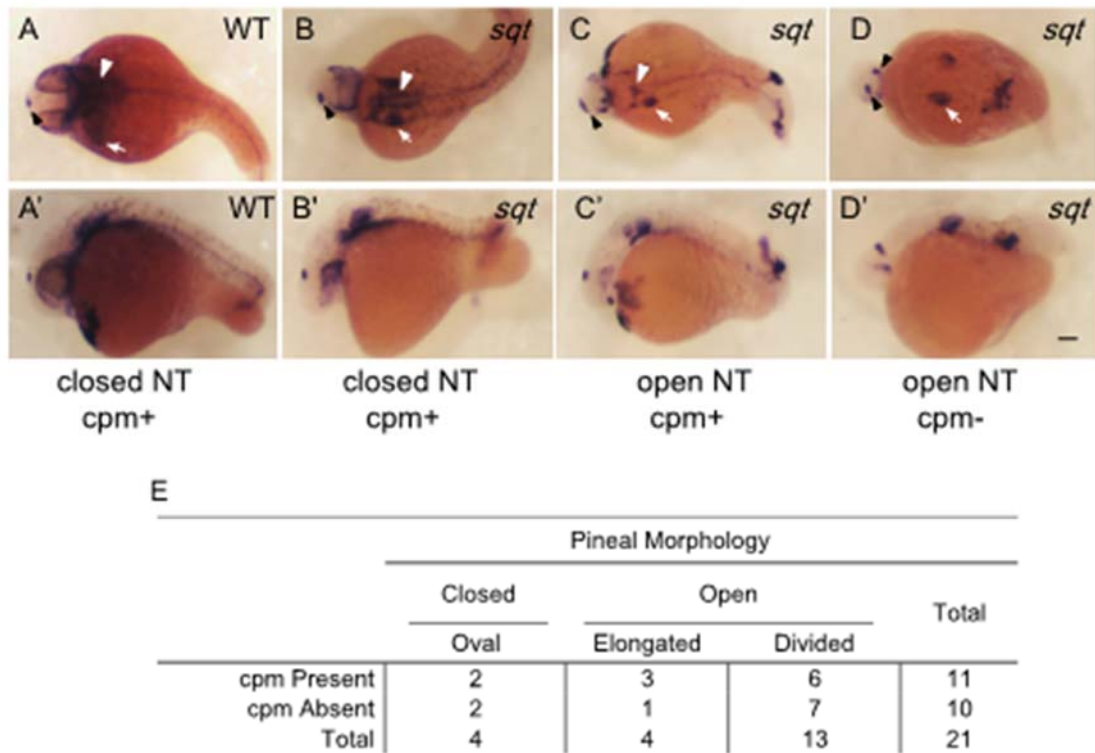 A WT
B sqt
C sqt
D sqt
A' WT
B' sqt
C' sqt
D' sqt
closed NT closed NT open NT open NT
cpm+ cpm+ cpm+ cpm-
E
Pineal Morphology
Closed Open Total
Oval Elongated Divided
cpm Present 2 3 6 11
cpm Absent 2 1 7 10
Total 4 4 13 21